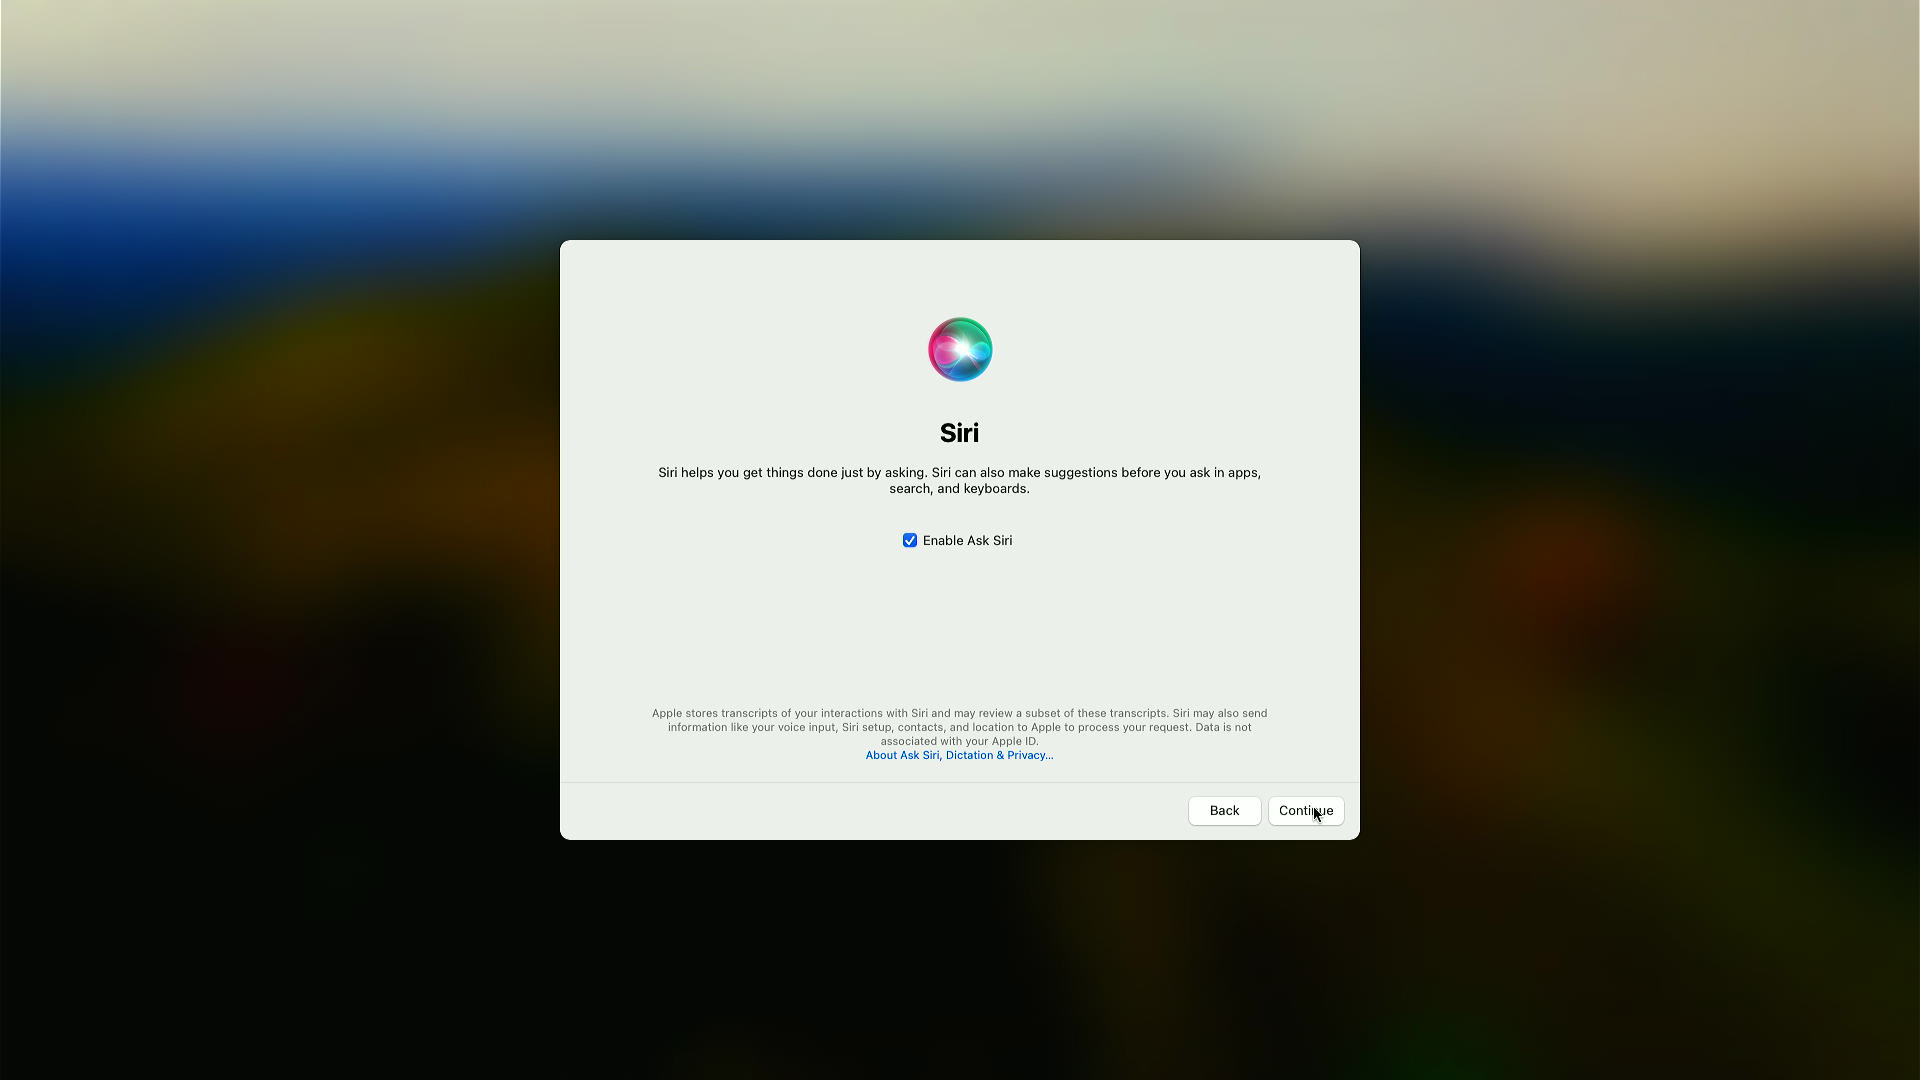 Siri
Siri helps you get things done just by asking. Siri can also make suggestions before you ask in apps,
search, and keyboards.
Enable Ask Siri
Apple stores transcripts of your interactions with Siri and may review a subset of these transcripts. Siri may also send
information like your voice input, Siri setup, contacts, and location to Apple to process your request. Data is not
associated with your Apple ID.
About Ask Siri, Dictation & Privacy...
Back
Continue